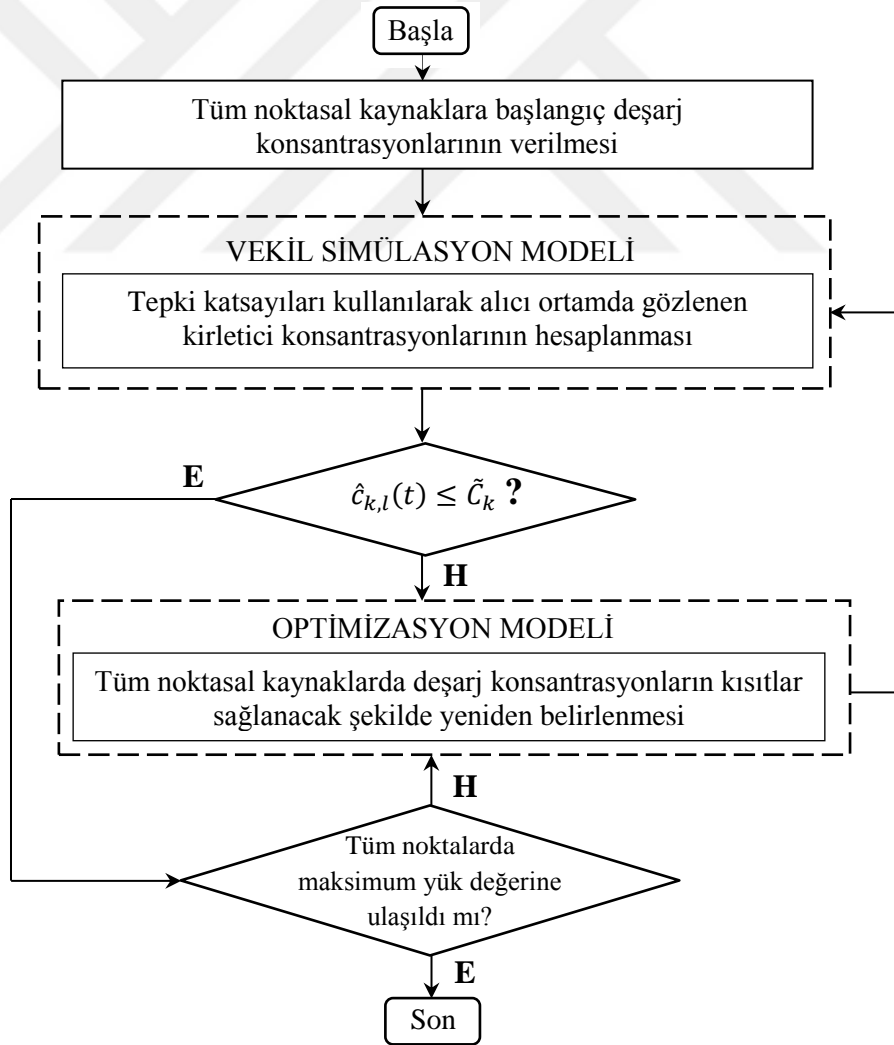 Başla
Tüm noktasal kaynaklara başlangıç deşarj
konsantrasyonlarının verilmesi
VEKİL SİMÜLASYON MODELİ
Tepki katsayıları kullanılarak alıcı ortamda gözlenen
kirletici konsantrasyonlarının hesaplanması
E
ĉ_{k,l}(t) ≤ C̃_k ?
H
OPTİMİZASYON MODELİ
Tüm noktasal kaynaklarda deşarj konsantrasyonların kısıtlar
sağlanacak şekilde yeniden belirlenmesi
H
Tüm noktalarda
maksimum yük değerine
ulaşıldı mı?
E
Son